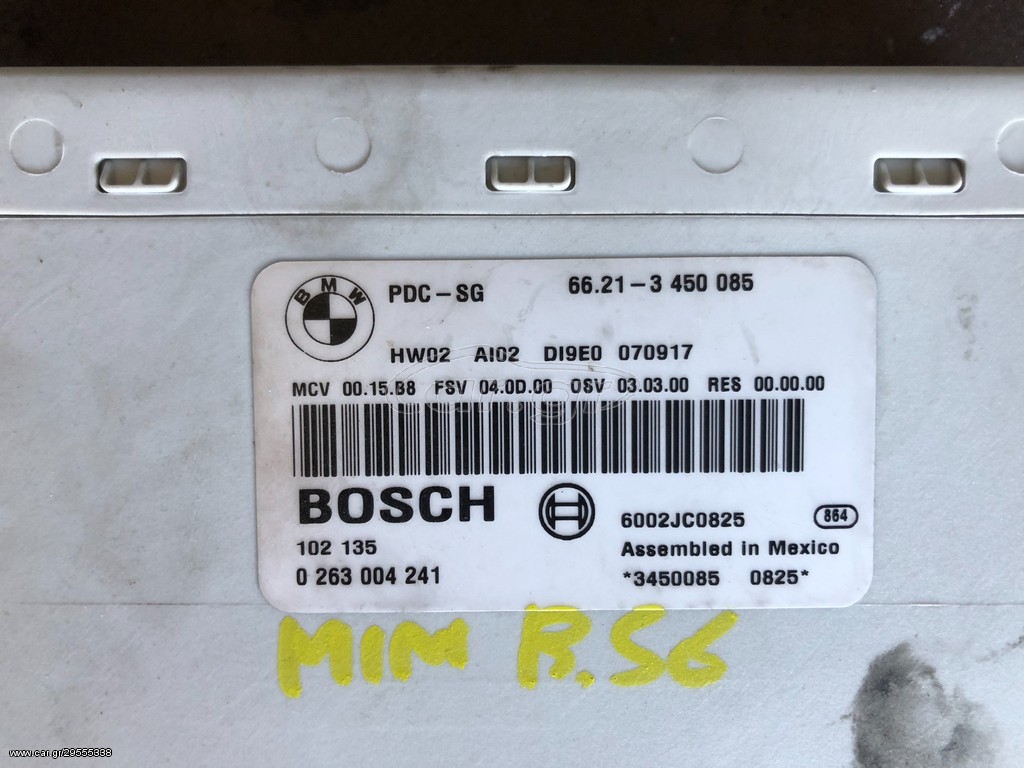 BMW
PDC-SG 66.21-3 450 085
HW02 AI02 DI9E0 070917
MCV 00.15.B8 FSV 04.0D.00 OSV 03.03.00 RES 00.00.00
BOSCH
6002JC0825 864
102 135 Assembled in Mexico
0 263 004 241 *3450085 0825*
MIN R.56
www.car.gr/29555338